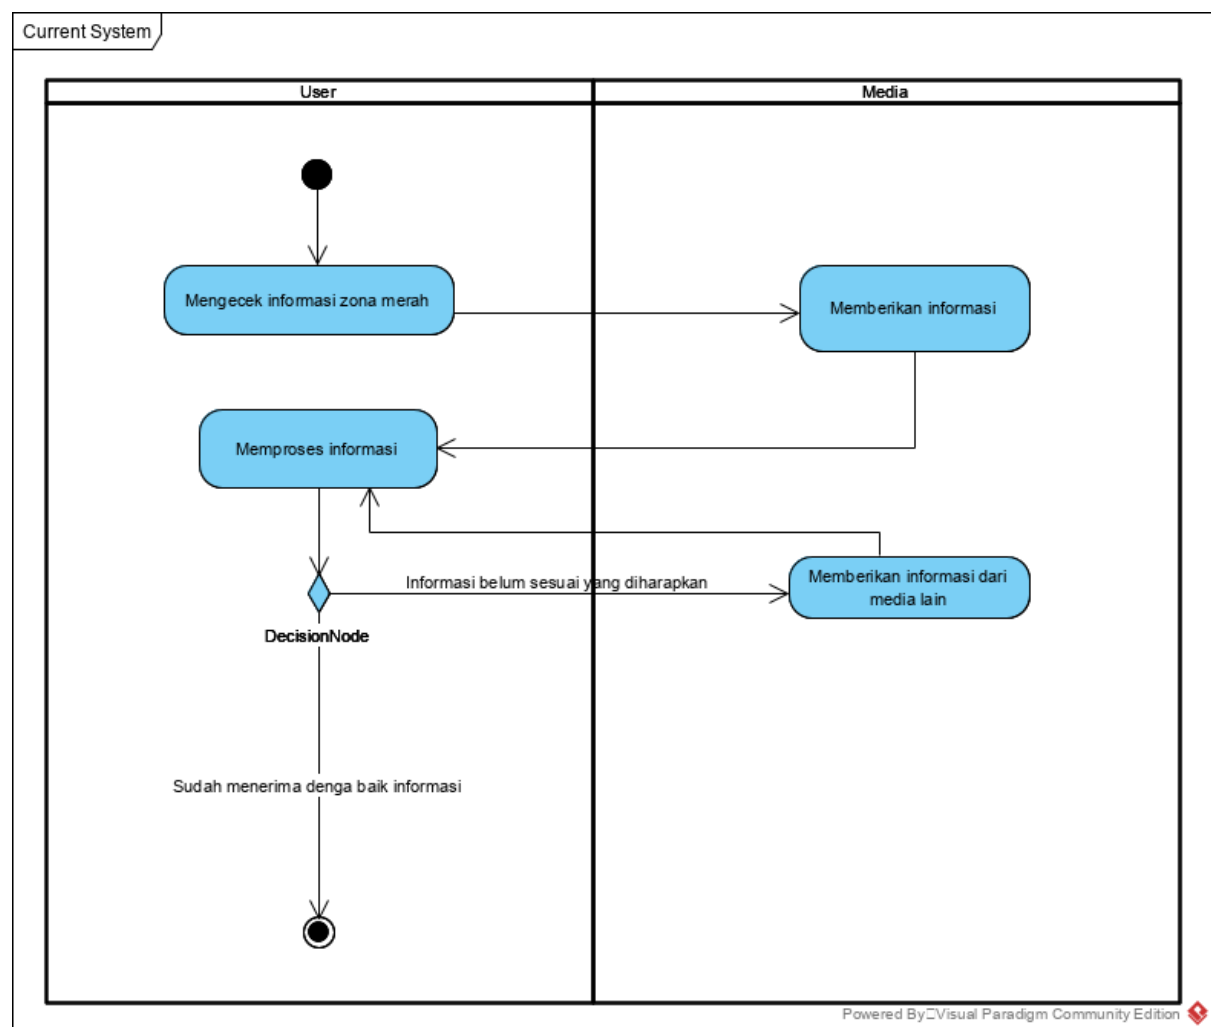 Current System
User
Media
Mengecek informasi zona merah
Memberikan informasi
Memproses informasi
Informasi belum sesuai yang diharapkan
Memberikan informasi dari
media lain
DecisionNode
Sudah menerima denga baik informasi
Powered By Visual Paradigm Community Edition